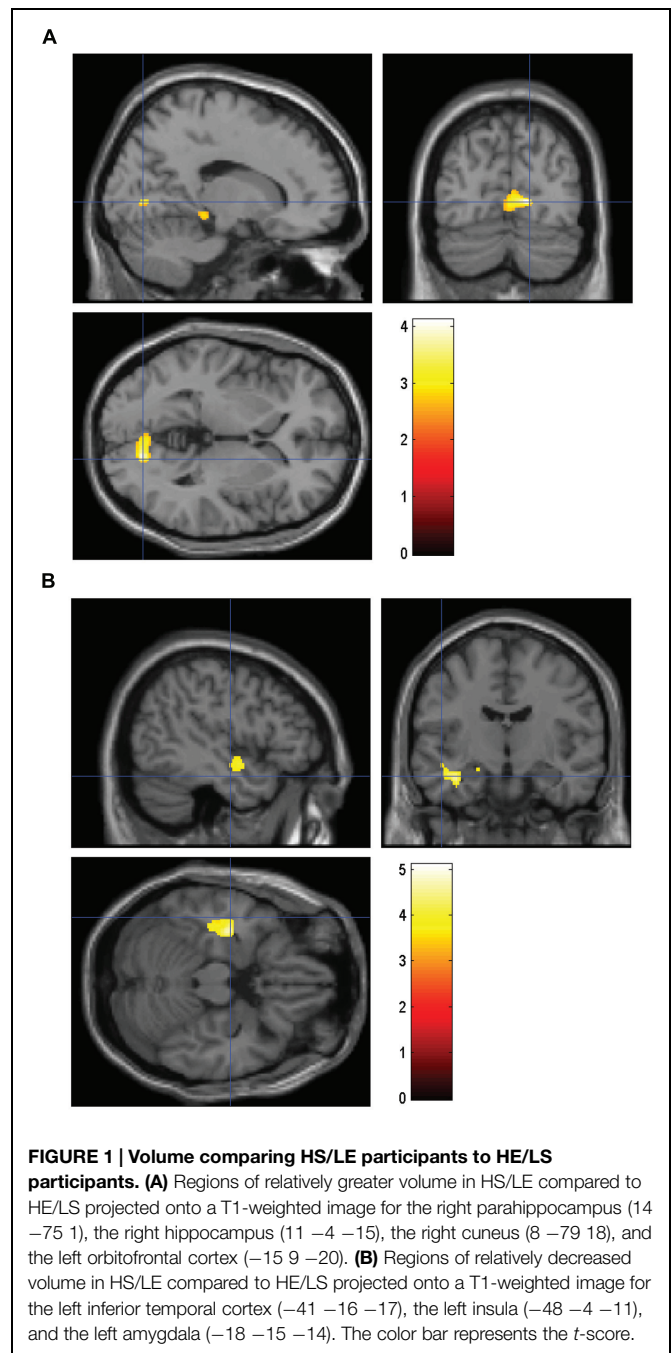 A
4
3
2
1
0
B
5
4
3
2
1
0
FIGURE 1 | Volume comparing HS/LE participants to HE/LS
participants. (A) Regions of relatively greater volume in HS/LE compared to
HE/LS projected onto a T1-weighted image for the right parahippocampus (14
−75 1), the right hippocampus (11 −4 −15), the right cuneus (8 −79 18), and
the left orbitofrontal cortex (−15 9 −20). (B) Regions of relatively decreased
volume in HS/LE compared to HE/LS projected onto a T1-weighted image for
the left inferior temporal cortex (−41 −16 −17), the left insula (−48 −4 −11),
and the left amygdala (−18 −15 −14). The color bar represents the t-score.